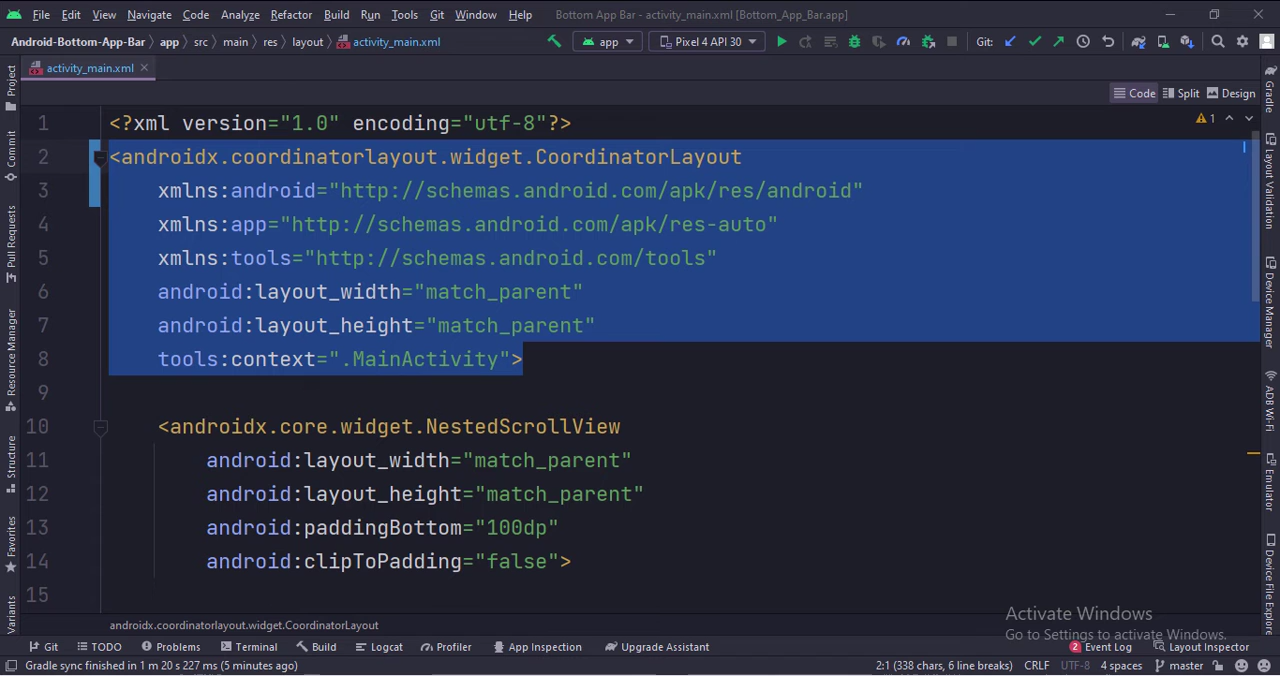 File Edit View Navigate Code Analyze Refactor Build Run Tools Git Window Help Bottom App Bar - activity_main.xml [Bottom_App_Bar.app]
Android-Bottom-App-Bar app src main res layout activity_main.xml app Pixel 4 API 30 Git:
activity_main.xml
Code Split Design
1 <?xml version="1.0" encoding="utf-8"?> 1
2 <androidx.coordinatorlayout.widget.CoordinatorLayout
3 xmlns:android="http://schemas.android.com/apk/res/android"
4 xmlns:app="http://schemas.android.com/apk/res-auto"
5 xmlns:tools="http://schemas.android.com/tools"
6 android:layout_width="match_parent"
7 android:layout_height="match_parent"
8 tools:context=".MainActivity">
9
10 <androidx.core.widget.NestedScrollView
11 android:layout_width="match_parent"
12 android:layout_height="match_parent"
13 android:paddingBottom="100dp"
14 android:clipToPadding="false">
15
Project
Commit
Pull Requests
Resource Manager
Structure
Favorites
Variants
Gradle
Layout Validation
Device Manager
ADB Wi-Fi
Emulator
Device File Explorer
Activate Windows
Go to Settings to activate Windows.
androidx.coordinatorlayout.widget.CoordinatorLayout
Git TODO Problems Terminal Build Logcat Profiler App Inspection Upgrade Assistant 2 Event Log Layout Inspector
Gradle sync finished in 1 m 20 s 227 ms (5 minutes ago) 2:1 (338 chars, 6 line breaks) CRLF UTF-8 4 spaces master